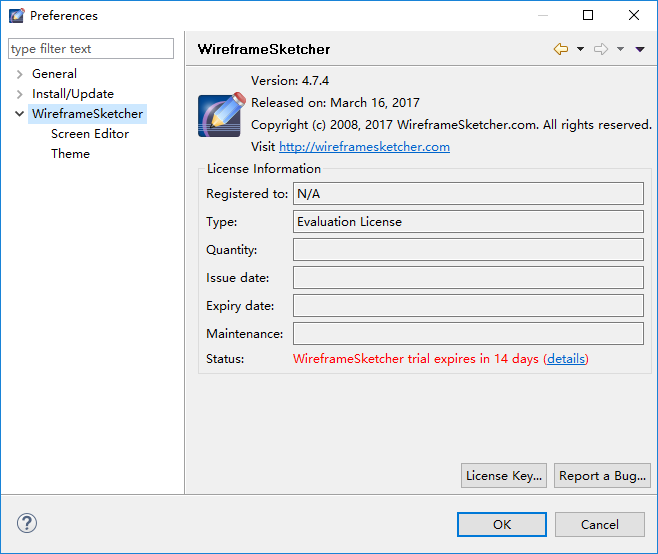 Preferences
type filter text
General
Install/Update
WireframeSketcher
Screen Editor
Theme
WireframeSketcher
Version: 4.7.4
Released on: March 16, 2017
Copyright (c) 2008, 2017 WireframeSketcher.com. All rights reserved.
Visit http://wireframesketcher.com
License Information
Registered to: N/A
Type: Evaluation License
Quantity:
Issue date:
Expiry date:
Maintenance:
Status: WireframeSketcher trial expires in 14 days (details)
License Key... Report a Bug...
? OK Cancel